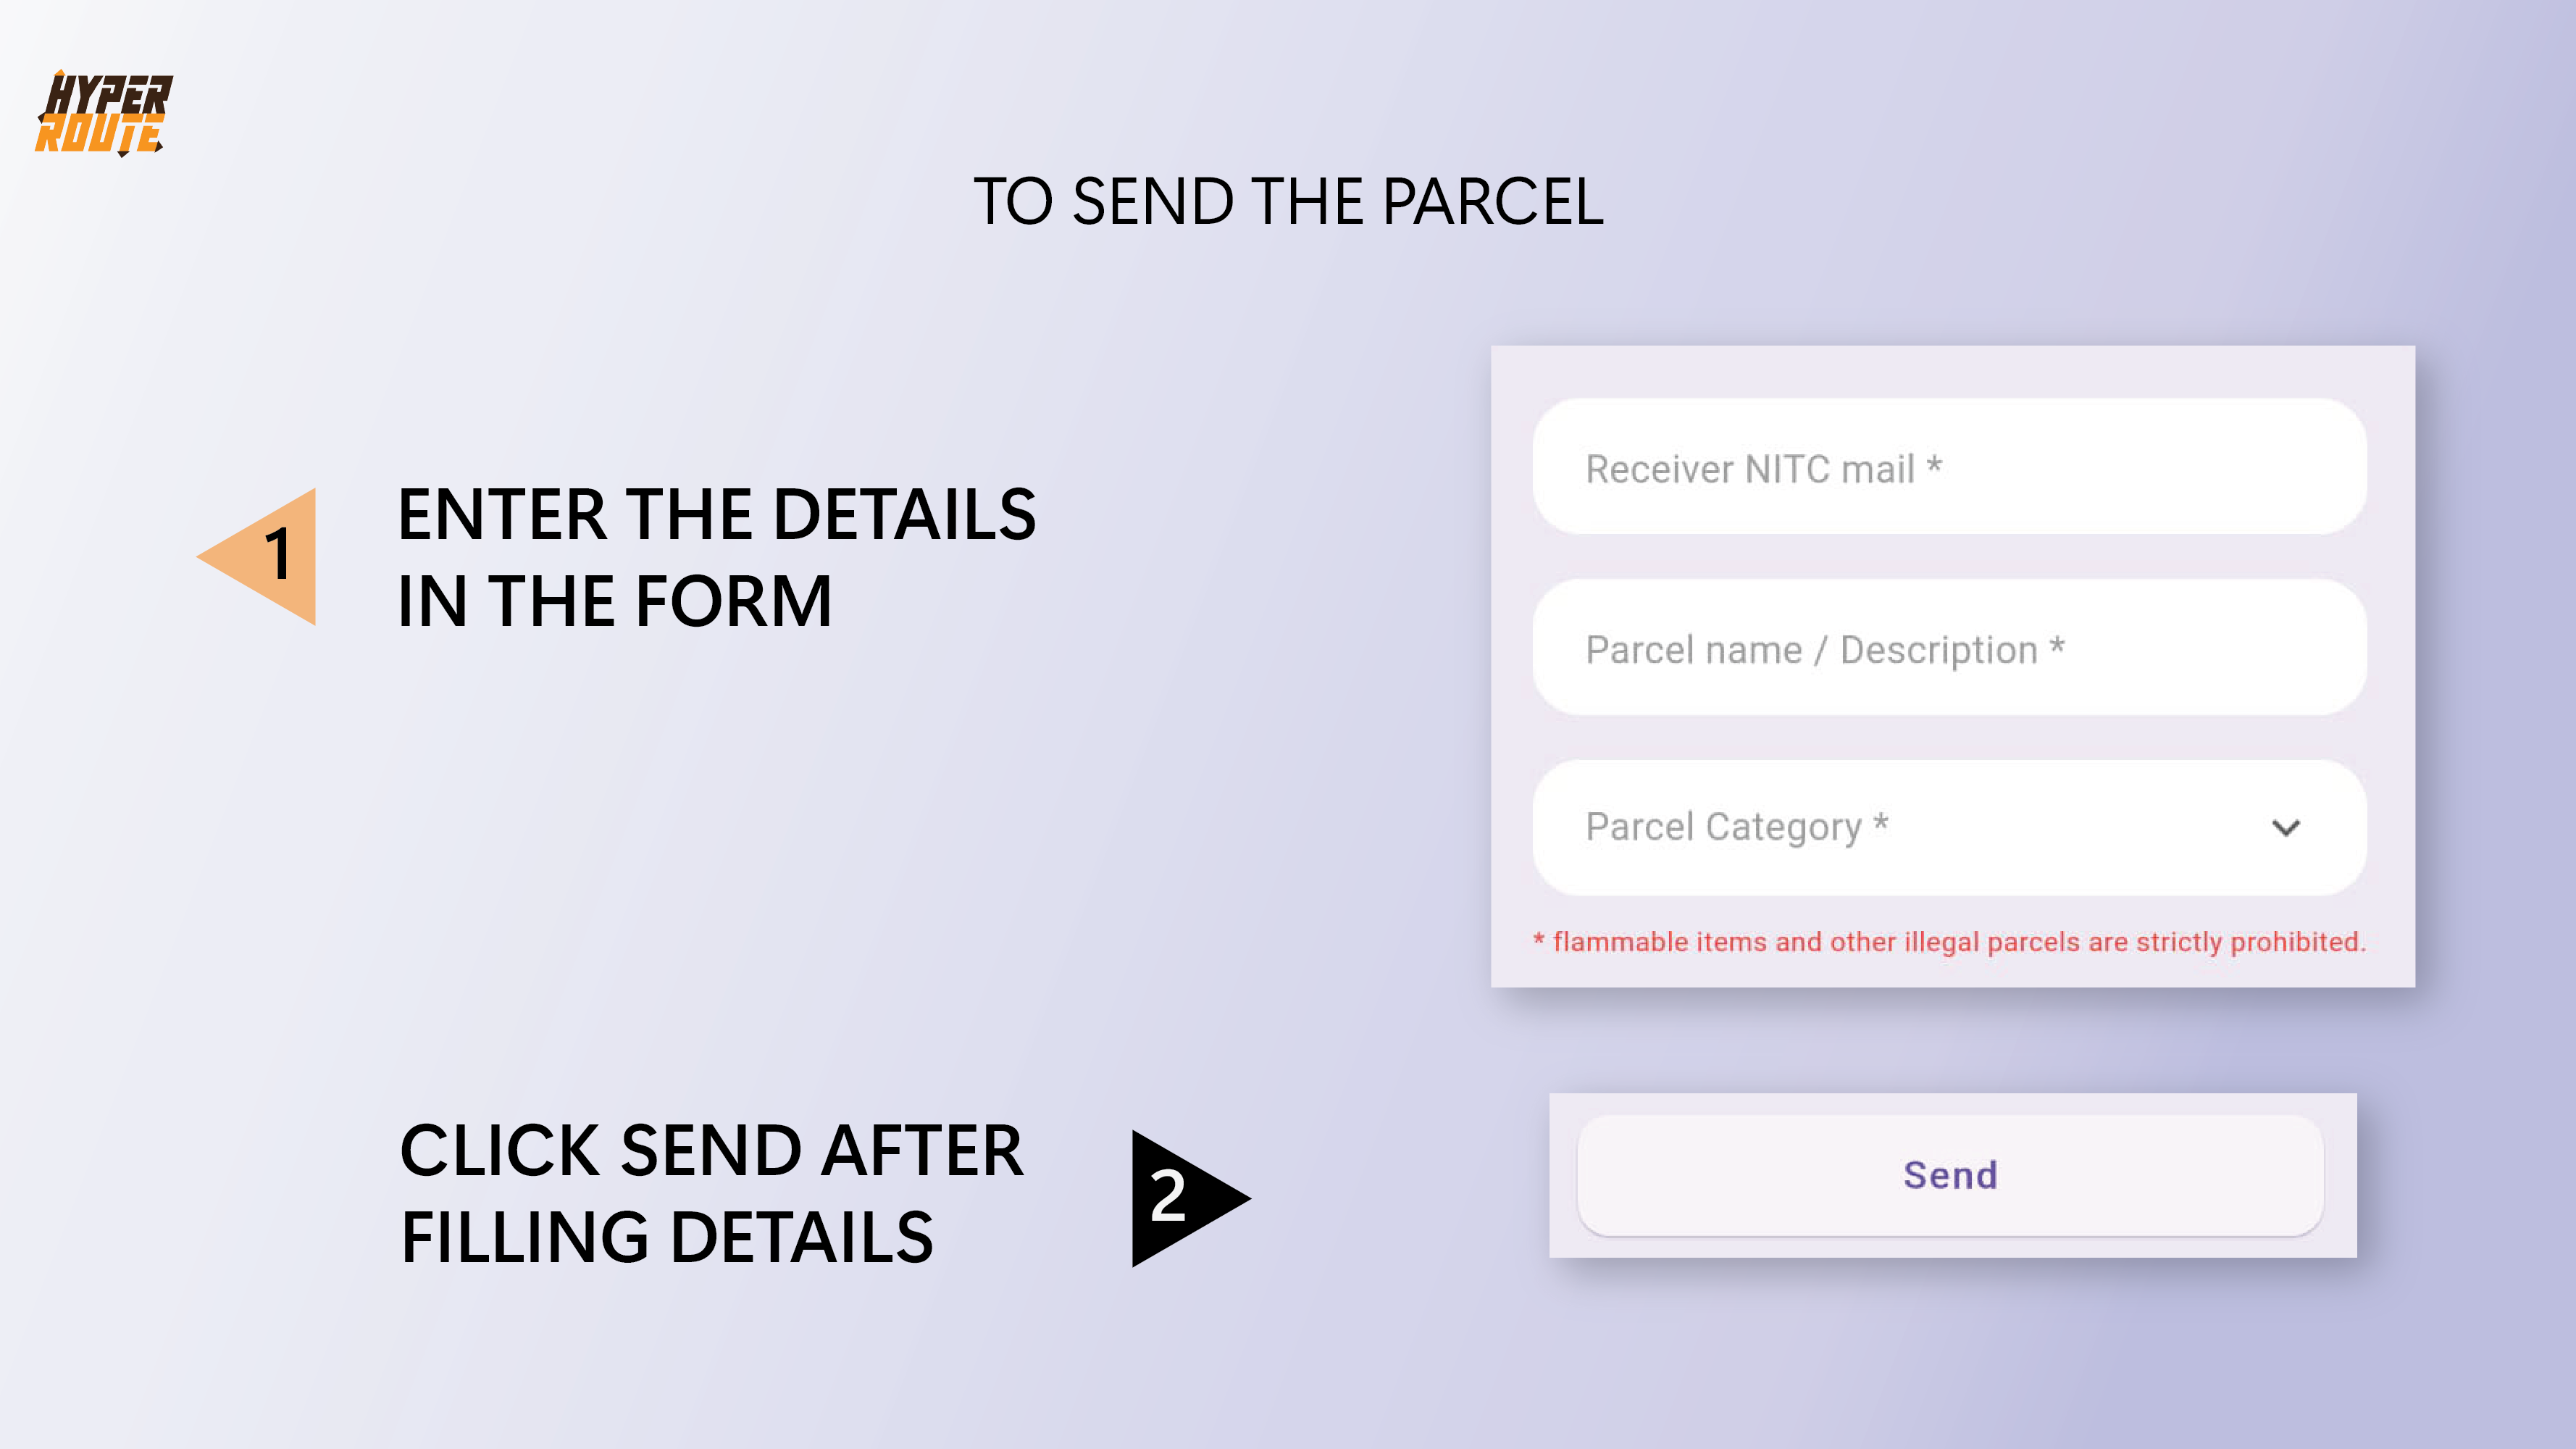 HYPER
ROUTE
TO SEND THE PARCEL
1
ENTER THE DETAILS
IN THE FORM
Receiver NITC mail *
Parcel name / Description *
Parcel Category *
* flammable items and other illegal parcels are strictly prohibited.
CLICK SEND AFTER
FILLING DETAILS
2
Send